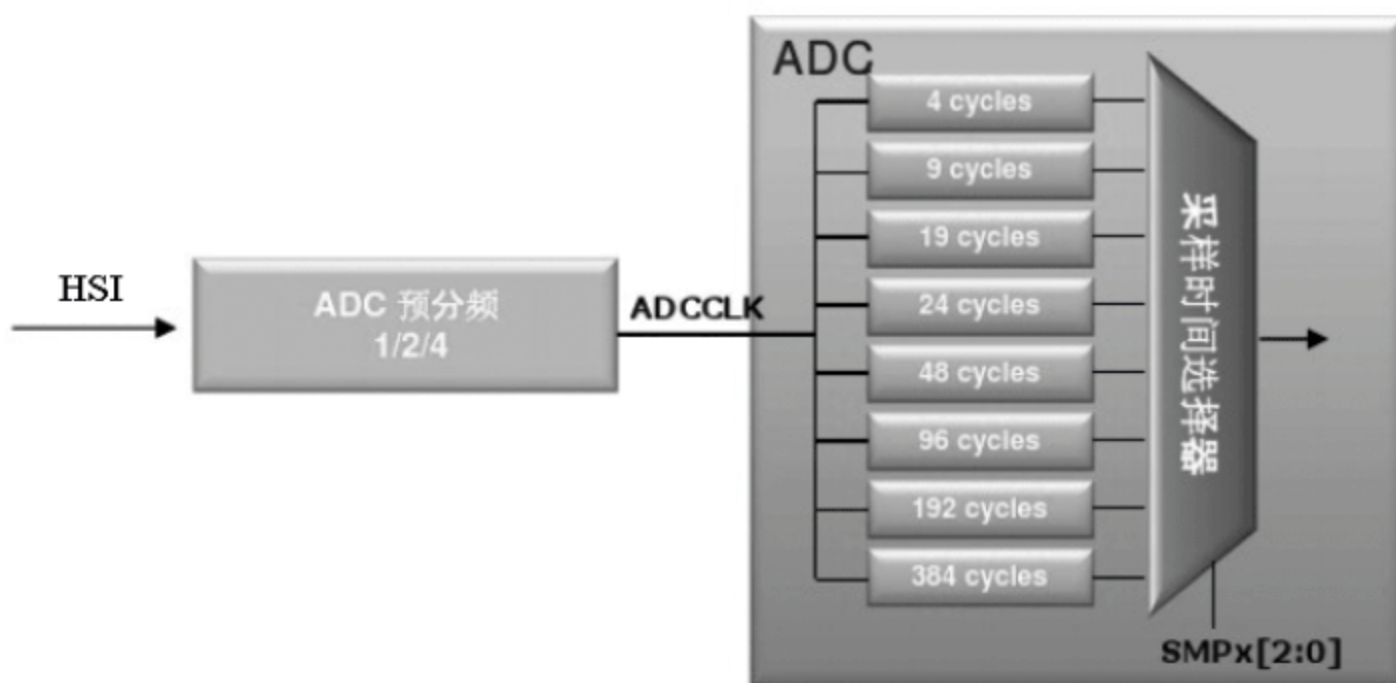 HSI
ADC 预分频
1/2/4
ADCCLK
ADC
4 cycles
9 cycles
19 cycles
24 cycles
48 cycles
96 cycles
192 cycles
384 cycles
采样时间选择器
SMPx[2:0]